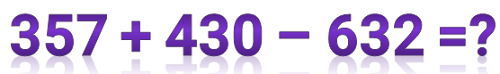 357 + 430 – 632 =?